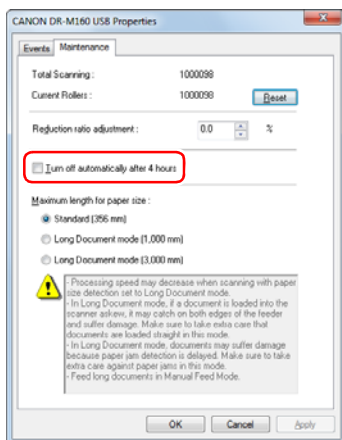 CANON DR-M160 USB Properties
Events Maintenance
Total Scanning : 1000098
Current Rollers : 1000098 Reset
Reduction ratio adjustment : 0.0 %
Turn off automatically after 4 hours
Maximum length for paper size :
Standard (356 mm)
Long Document mode (1,000 mm)
Long Document mode (3,000 mm)
- Processing speed may decrease when scanning with paper
size detection set to Long Document mode.
- In Long Document mode, if a document is loaded into the
scanner askew, it may catch on both edges of the feeder
and suffer damage. Make sure to take extra care that
documents are loaded straight in this mode.
- In Long Document mode, documents may suffer damage
because paper jam detection is delayed. Make sure to take
extra care against paper jams in this mode.
- Feed long documents in Manual Feed Mode.
OK Cancel Apply